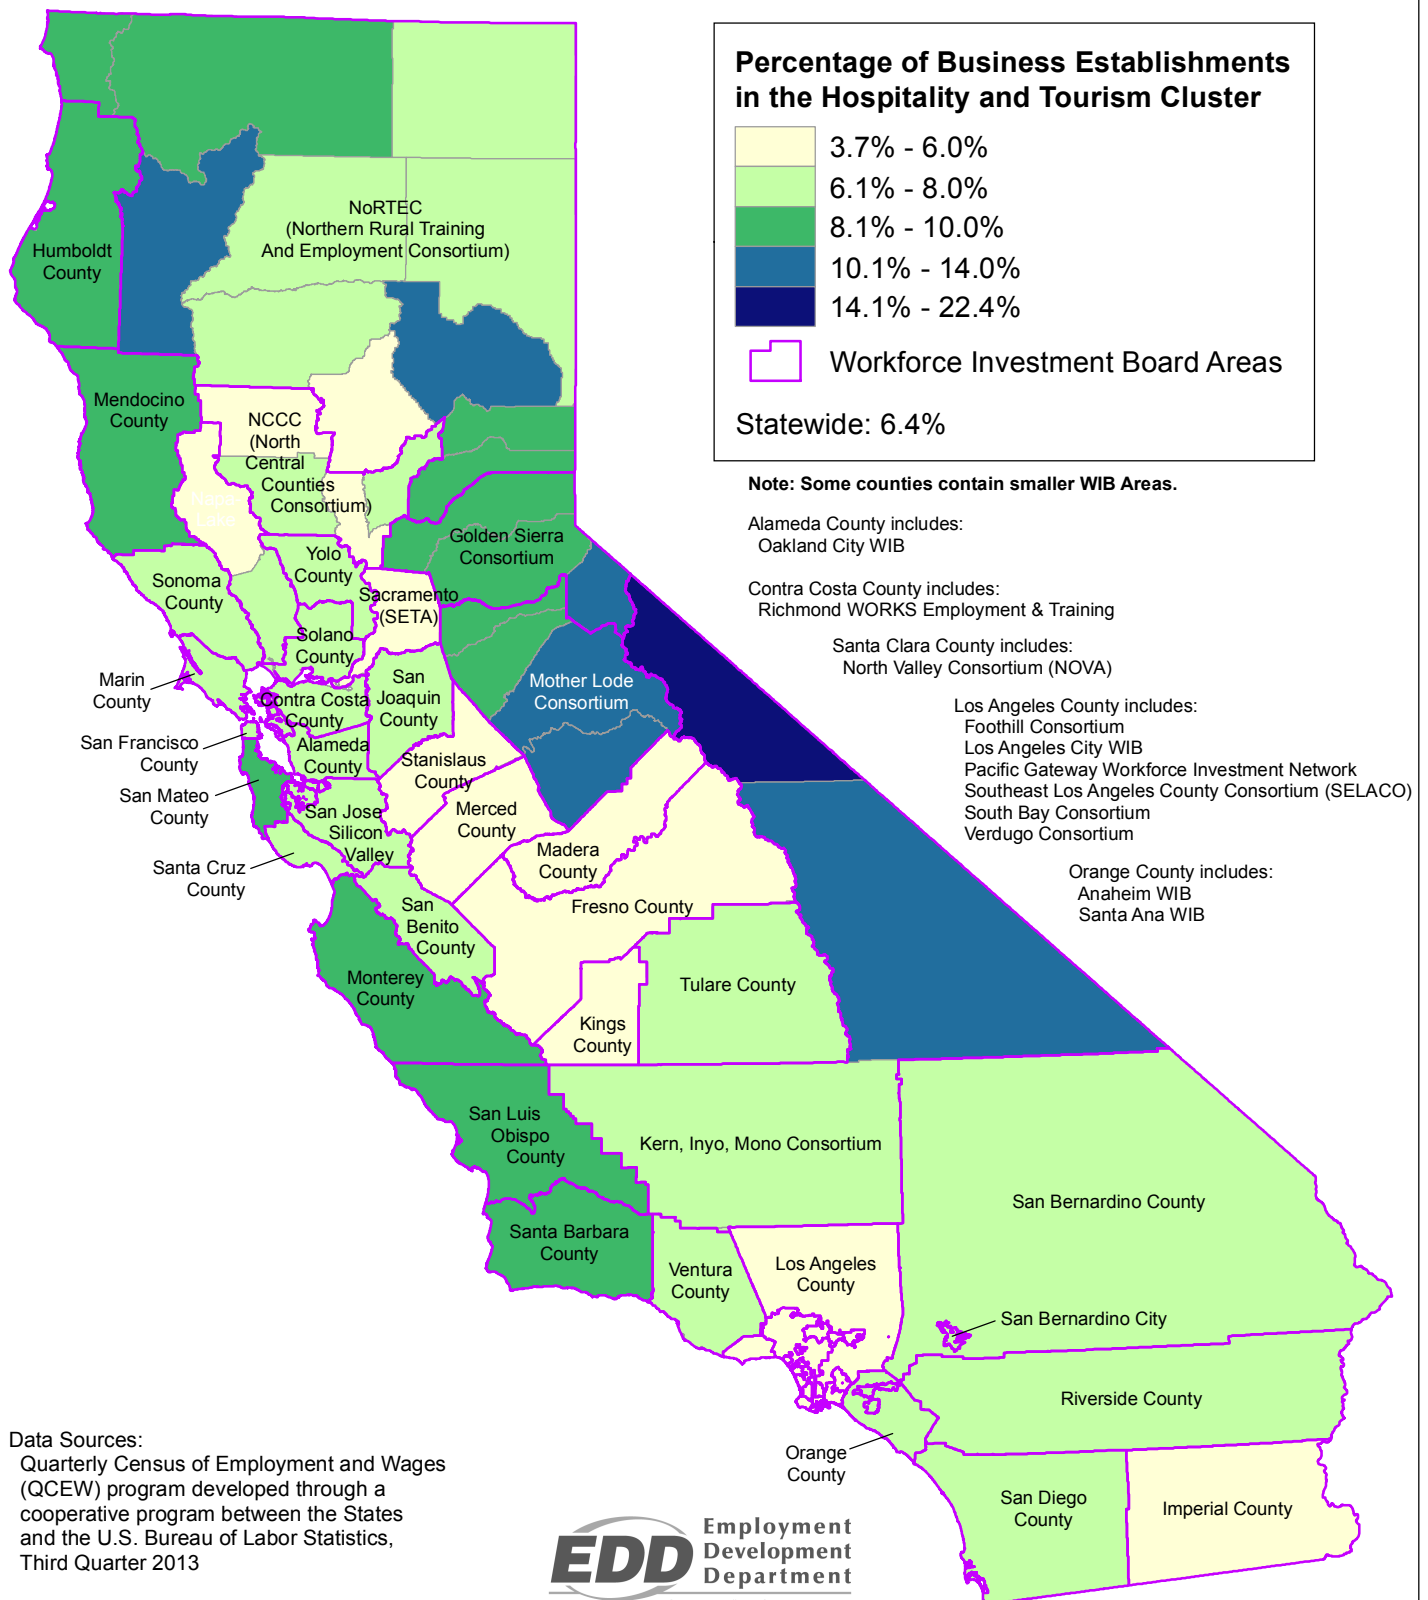 Percentage of Business Establishments
in the Hospitality and Tourism Cluster
3.7% - 6.0%
6.1% - 8.0%
8.1% - 10.0%
10.1% - 14.0%
14.1% - 22.4%
Workforce Investment Board Areas
Statewide: 6.4%
Note: Some counties contain smaller WIB Areas.
Alameda County includes:
Oakland City WIB
Contra Costa County includes:
Richmond WORKS Employment & Training
Santa Clara County includes:
North Valley Consortium (NOVA)
Los Angeles County includes:
Foothill Consortium
Los Angeles City WIB
Pacific Gateway Workforce Investment Network
Southeast Los Angeles County Consortium (SELACO)
South Bay Consortium
Verdugo Consortium
Orange County includes:
Anaheim WIB
Santa Ana WIB
NoRTEC
(Northern Rural Training
And Employment Consortium)
Humboldt
County
Mendocino
County
NCCC
(North
Central
Counties
Consortium)
Napa-
Lake
Golden Sierra
Consortium
Yolo
County
Sonoma
County
Sacramento
(SETA)
Solano
County
Marin
County
Contra Costa
County
San
Joaquin
County
Mother Lode
Consortium
San Francisco
County
Alameda
County
Stanislaus
County
San Mateo
County
San Jose
Silicon
Valley
Merced
County
Madera
County
Santa Cruz
County
San
Benito
County
Fresno County
Monterey
County
Tulare County
Kings
County
San Luis
Obispo
County
Kern, Inyo, Mono Consortium
San Bernardino County
Santa Barbara
County
Ventura
County
Los Angeles
County
San Bernardino City
Riverside County
Orange
County
San Diego
County
Imperial County
Data Sources:
Quarterly Census of Employment and Wages
(QCEW) program developed through a
cooperative program between the States
and the U.S. Bureau of Labor Statistics,
Third Quarter 2013
EDD
Employment
Development
Department